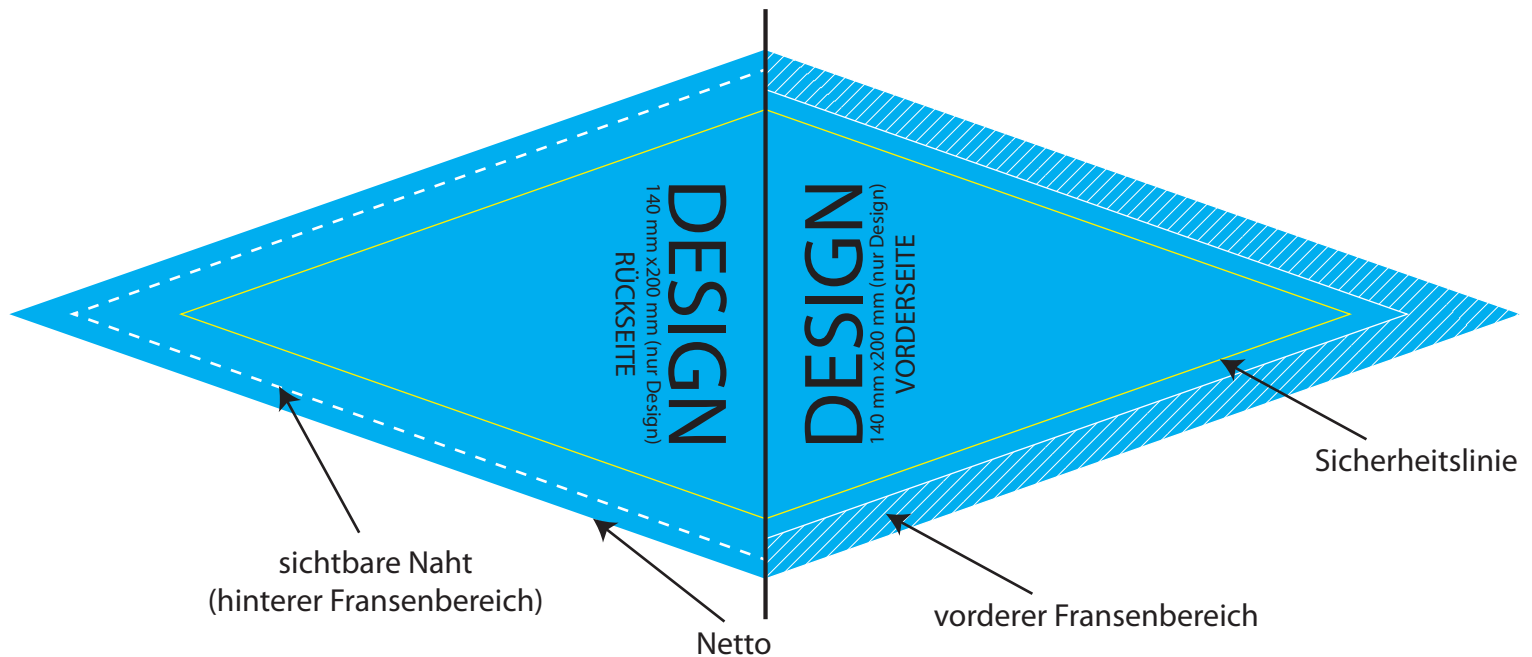 DESIGN
140 mm x200 mm (nur Design)
RÜCKSEITE
DESIGN
140 mm x200 mm (nur Design)
VORDERSEITE
Sicherheitslinie
sichtbare Naht
(hinterer Fransenbereich)
vorderer Fransenbereich
Netto